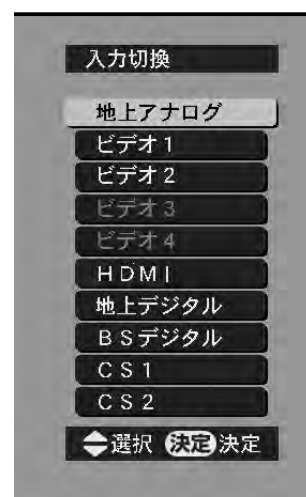 入力切換
地上アナログ
ビデオ1
ビデオ2
ビデオ3
ビデオ4
HDMI
地上デジタル
BSデジタル
CS1
CS2
選択 決定 決定